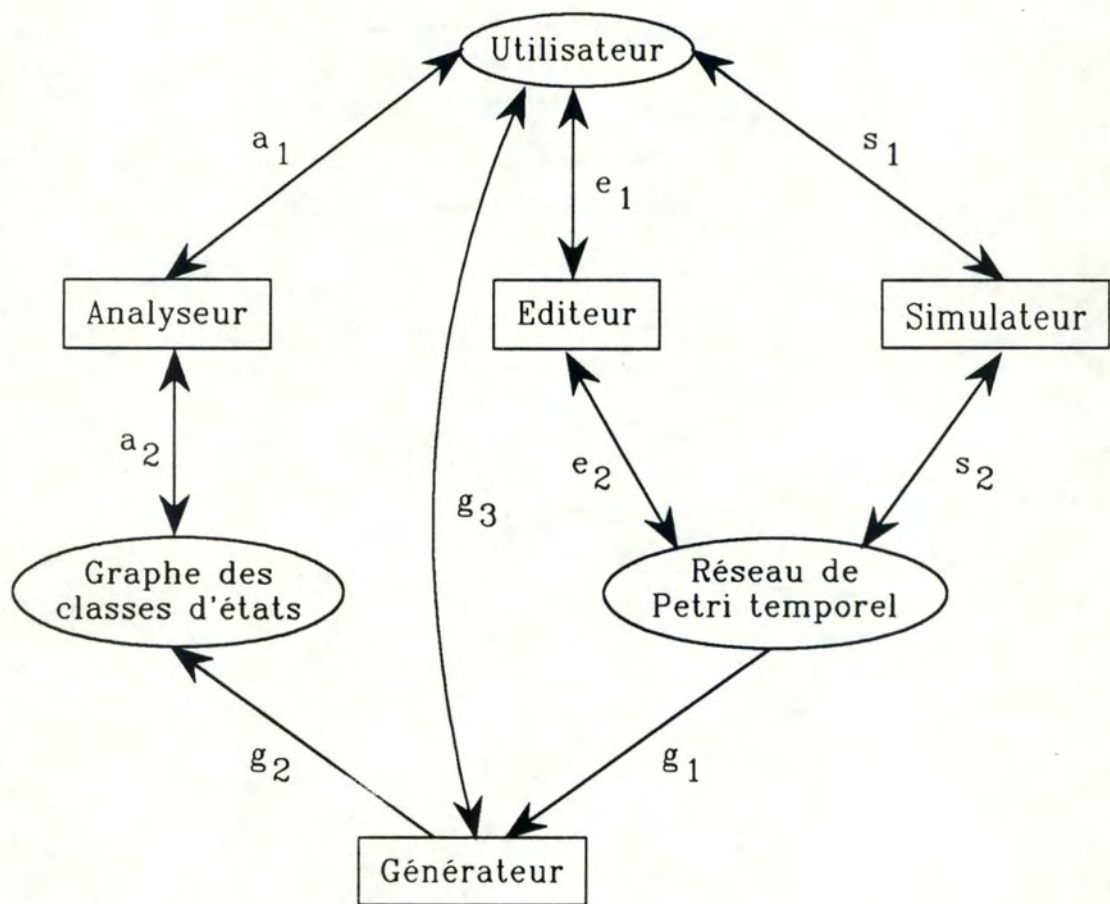 Utilisateur
a1
e1
s1
Analyseur
Editeur
Simulateur
a2
g3
e2
s2
Graphe des
classes d'états
Réseau de
Petri temporel
g2
g1
Générateur